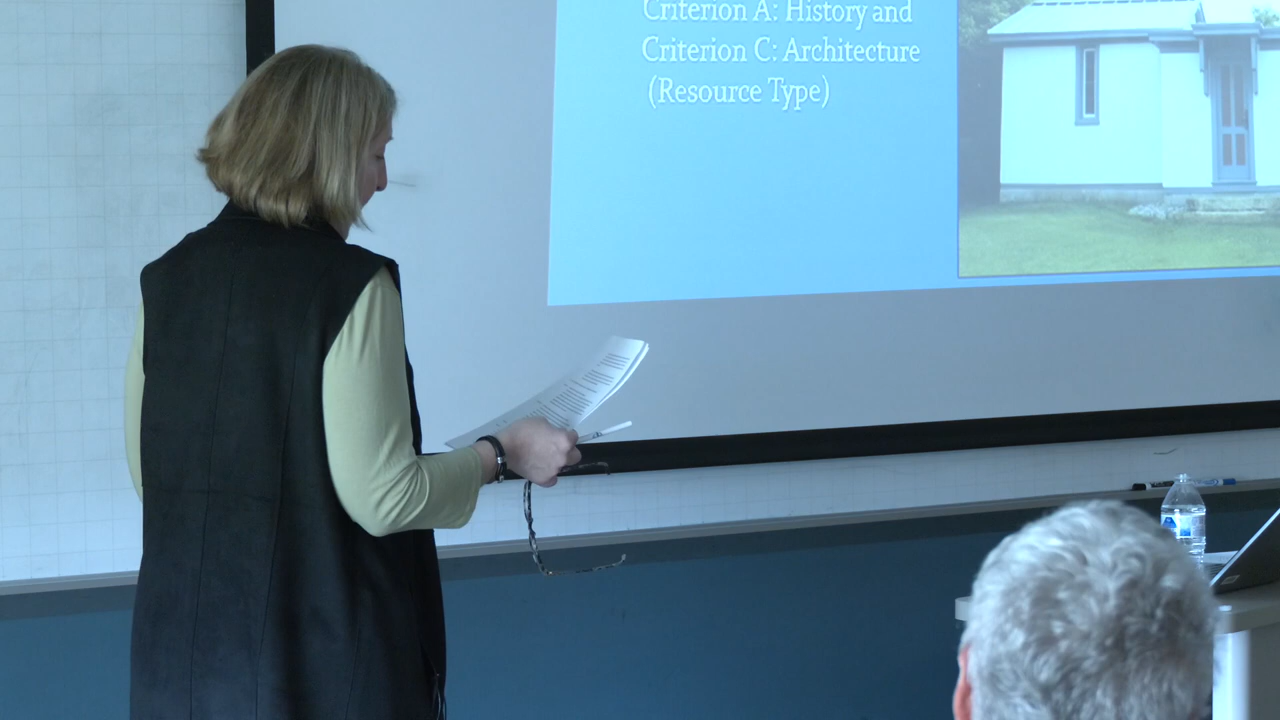 Criterion A: History and
Criterion C: Architecture
(Resource Type)